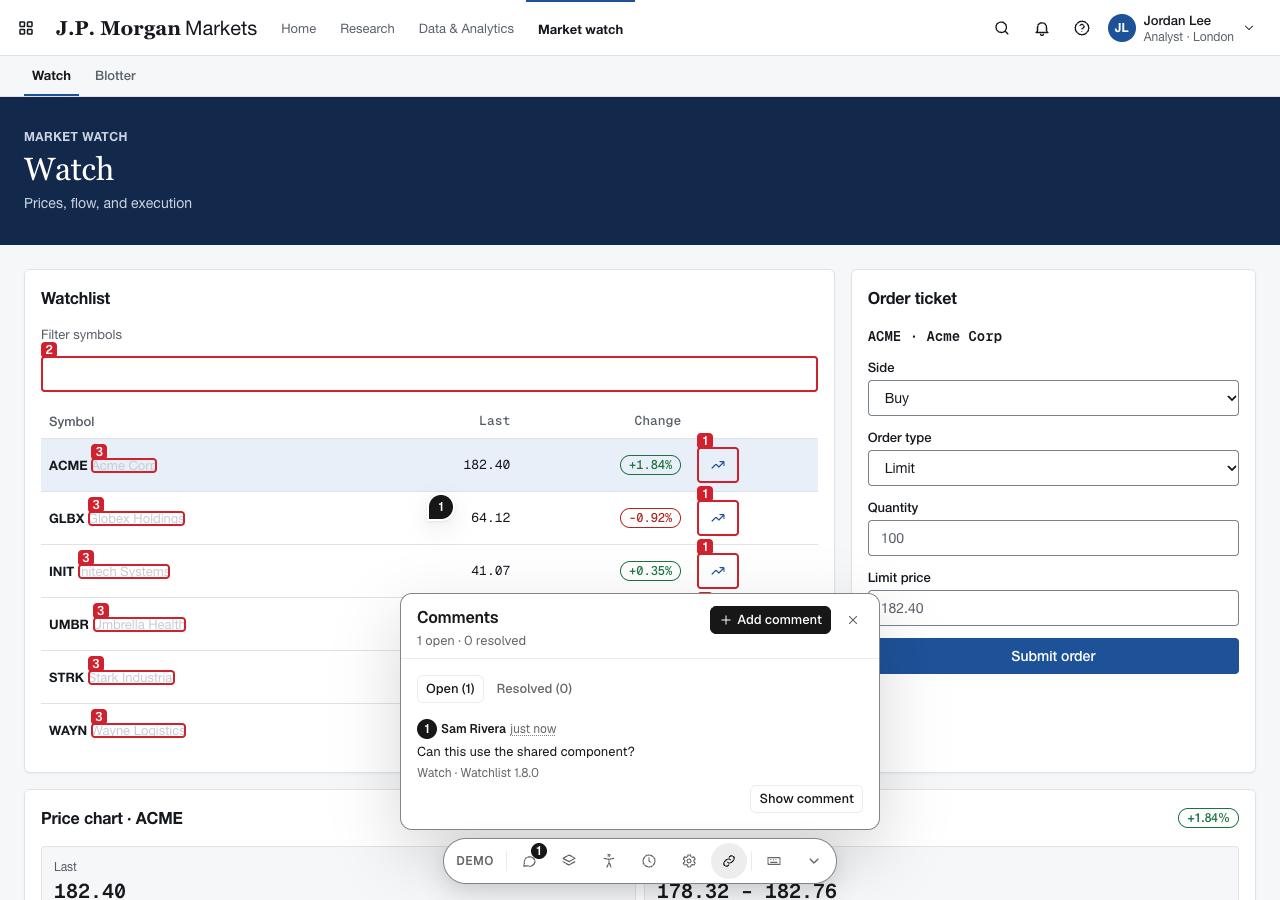 J.P. Morgan Markets
Home
Research
Data & Analytics
Market watch
JL
Jordan Lee
Analyst · London
Watch
Blotter
MARKET WATCH
Watch
Prices, flow, and execution
Watchlist
Filter symbols
2
Symbol Last Change
3 1
ACME Acme Corp 182.40 +1.84%
3 1
GLBX Globex Holdings 1 64.12 -0.92%
3 1
INIT Initech Systems 41.07 +0.35%
3
UMBR Umbrella Health
3
STRK Stark Industrial
3
WAYN Wayne Logistics
Order ticket
ACME · Acme Corp
Side
Buy
Order type
Limit
Quantity
100
Limit price
182.40
Submit order
Comments
Add comment
1 open · 0 resolved
Open (1)
Resolved (0)
1 Sam Rivera just now
Can this use the shared component?
Watch · Watchlist 1.8.0
Show comment
Price chart · ACME
+1.84%
Last
182.40
178.32 – 182.76
DEMO
1